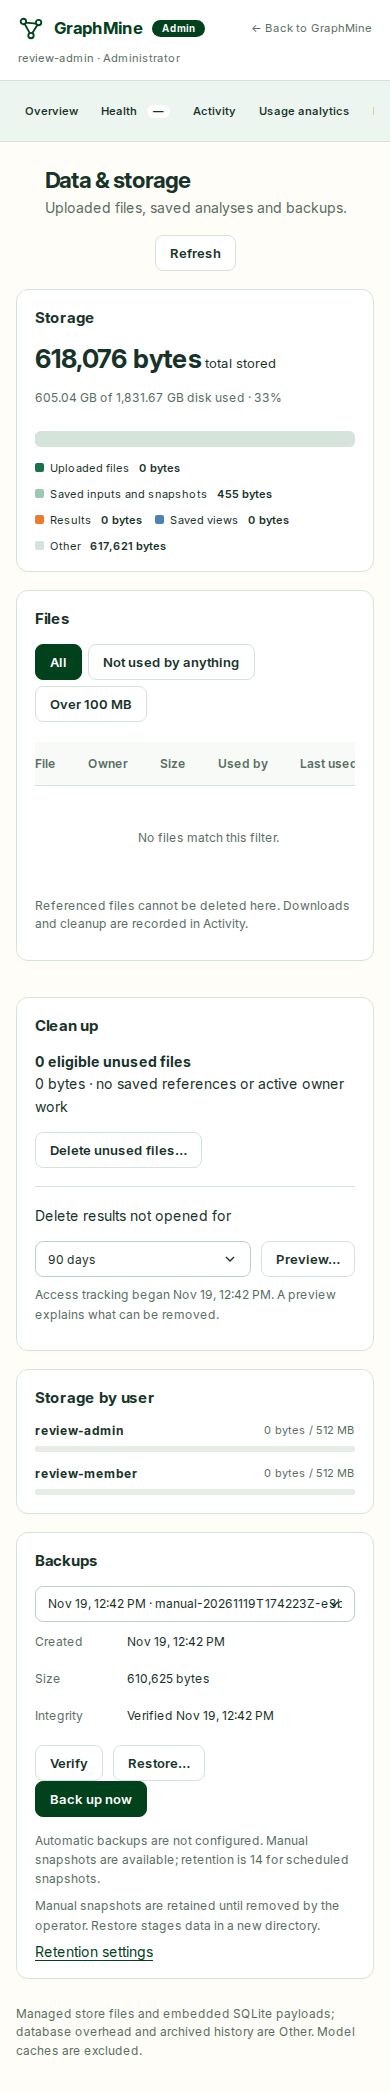 GraphMine Admin ← Back to GraphMine
review-admin · Administrator
Overview Health — Activity Usage analytics
Data & storage
Uploaded files, saved analyses and backups.
Refresh
Storage
618,076 bytes total stored
605.04 GB of 1,831.67 GB disk used · 33%
Uploaded files 0 bytes
Saved inputs and snapshots 455 bytes
Results 0 bytes Saved views 0 bytes
Other 617,621 bytes
Files
All Not used by anything
Over 100 MB
File Owner Size Used by Last used
No files match this filter.
Referenced files cannot be deleted here. Downloads
and cleanup are recorded in Activity.
Clean up
0 eligible unused files
0 bytes · no saved references or active owner
work
Delete unused files…
Delete results not opened for
90 days Preview…
Access tracking began Nov 19, 12:42 PM. A preview
explains what can be removed.
Storage by user
review-admin 0 bytes / 512 MB
review-member 0 bytes / 512 MB
Backups
Nov 19, 12:42 PM · manual-20261119T174223Z
Created Nov 19, 12:42 PM
Size 610,625 bytes
Integrity Verified Nov 19, 12:42 PM
Verify Restore…
Back up now
Automatic backups are not configured. Manual
snapshots are available; retention is 14 for scheduled
snapshots.
Manual snapshots are retained until removed by the
operator. Restore stages data in a new directory.
Retention settings
Managed store files and embedded SQLite payloads;
database overhead and archived history are Other. Model
caches are excluded.